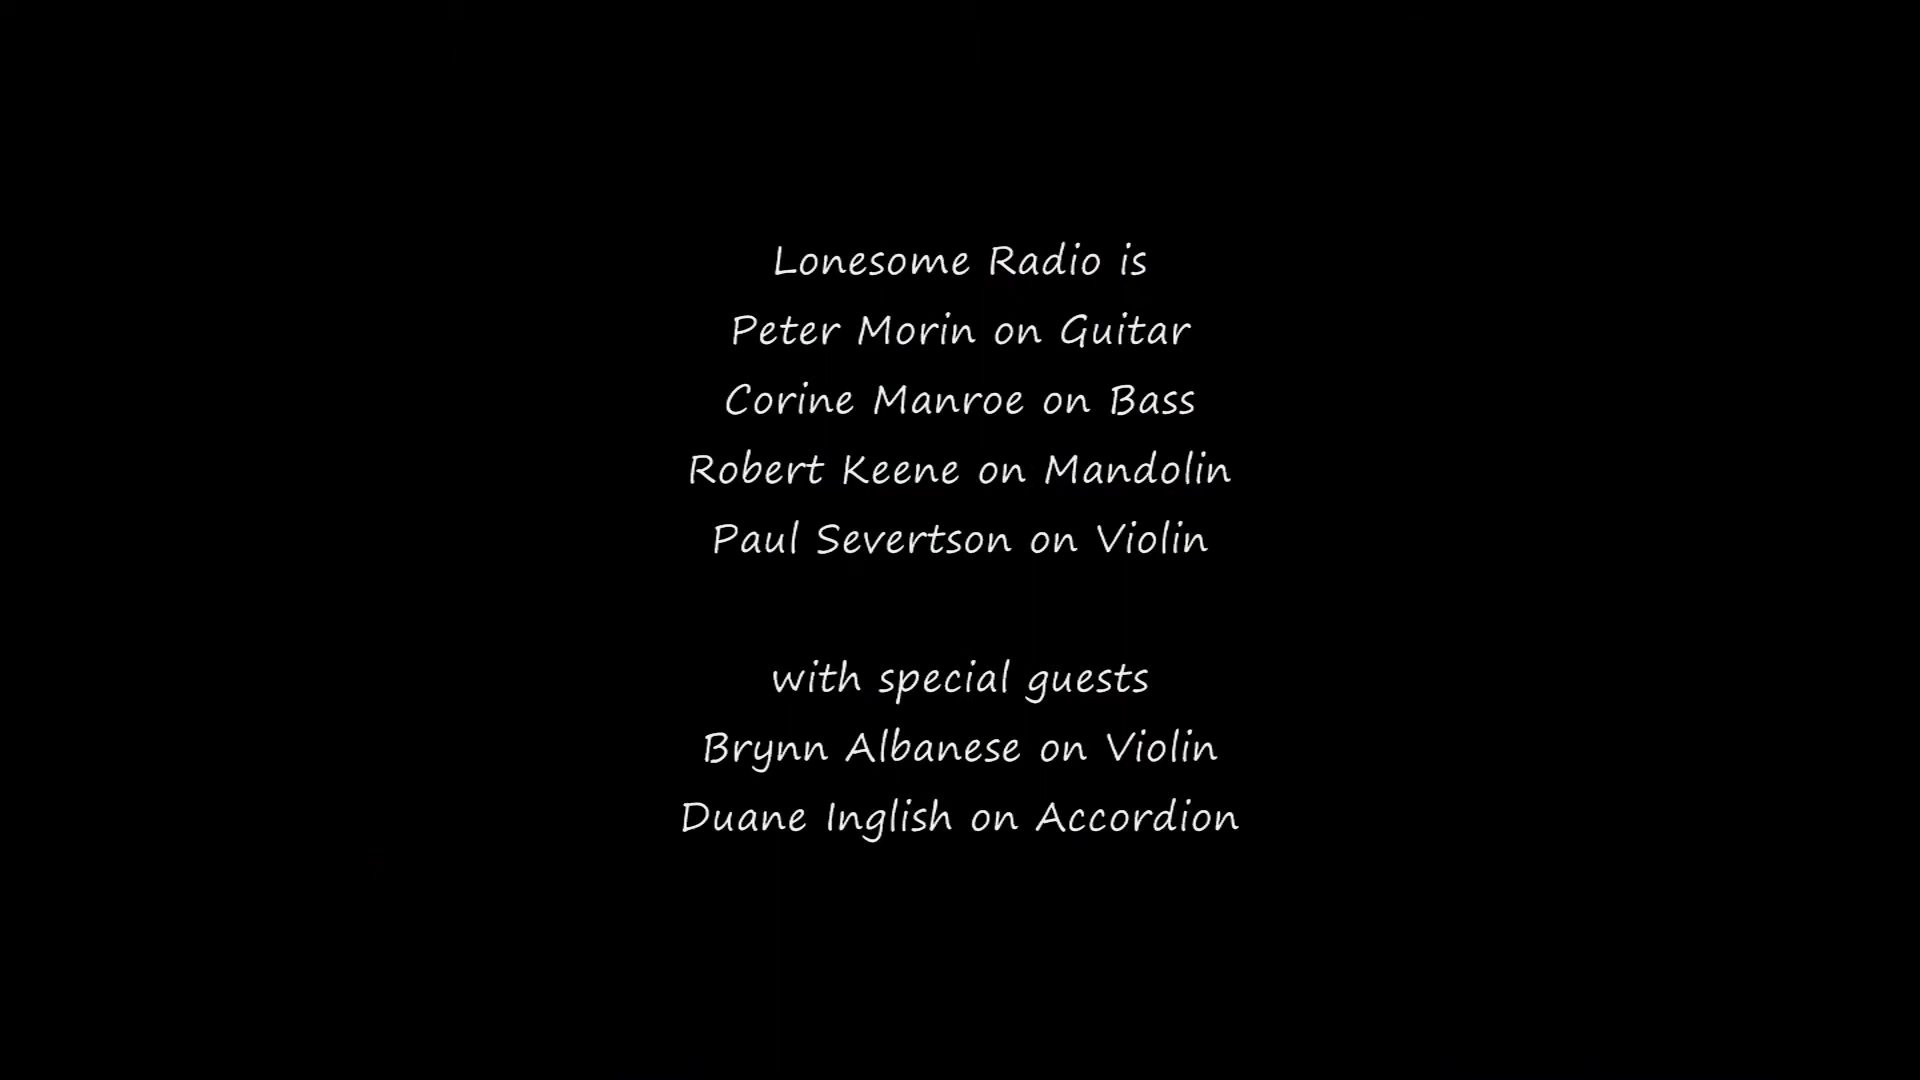 Lonesome Radio is
Peter Morin on Guitar
Corine Manroe on Bass
Robert Keene on Mandolin
Paul Severtson on Violin
with special guests
Brynn Albanese on Violin
Duane Inglish on Accordion